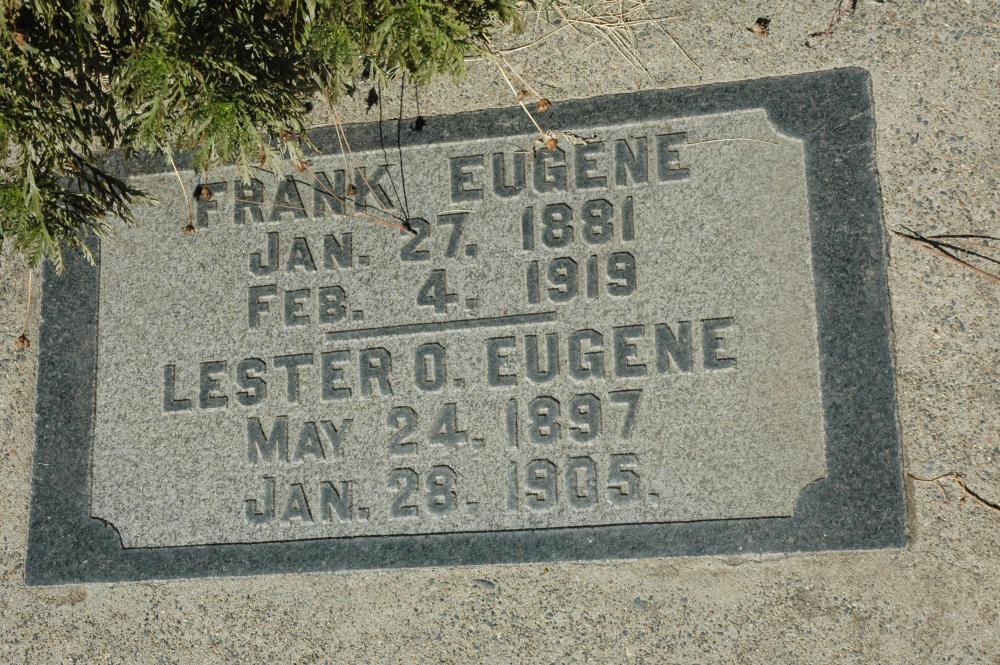 FRANK EUGENE
JAN. 27. 1881
FEB. 4. 1919
LESTER O. EUGENE
MAY 24. 1897
JAN. 28. 1905.